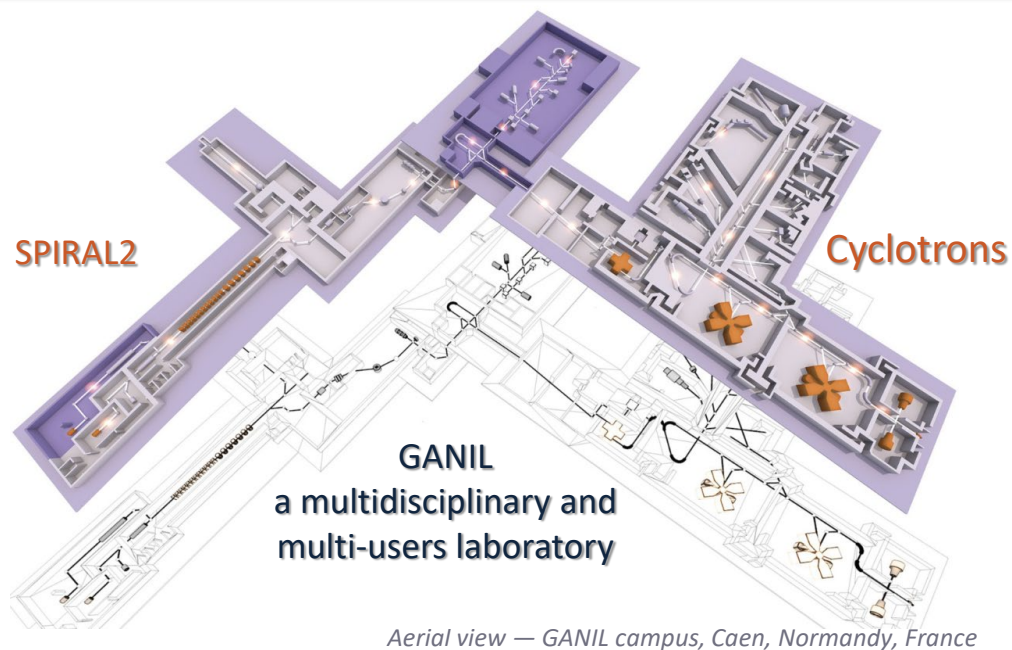 SPIRAL2
Cyclotrons
GANIL
a multidisciplinary and
multi-users laboratory
Aerial view — GANIL campus, Caen, Normandy, France